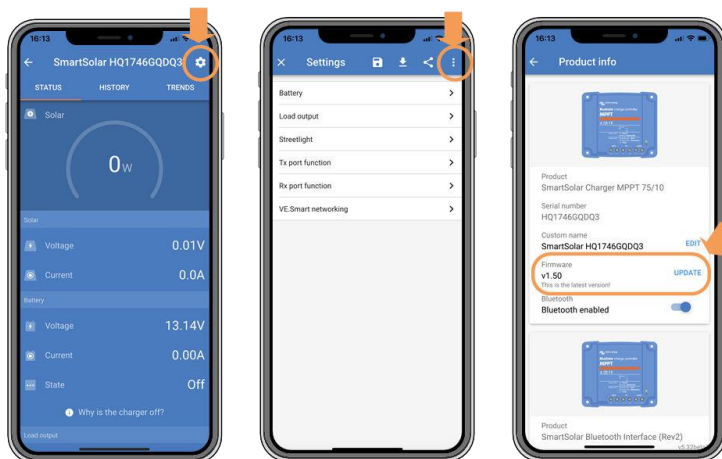 16:13
SmartSolar HQ1746GQDQ3
STATUS
HISTORY
TRENDS
Solar
0W
Solar
Voltage
0.01V
Current
0.0A
Battery
Voltage
13.14V
Current
0.00A
State
Off
Why is the charger off?
Load output
16:13
Settings
Battery
Load output
Streetlight
Tx port function
Rx port function
VE.Smart networking
16:13
Product info
MPPT
Product
SmartSolar Charger MPPT 75/10
Serial number
HQ1746GQDQ3
Custom name
SmartSolar HQ1746GQDQ3
EDIT
Firmware
v1.50
UPDATE
This is the latest version!
Bluetooth
Bluetooth enabled
MPPT
Product
SmartSolar Bluetooth Interface (Rev2)